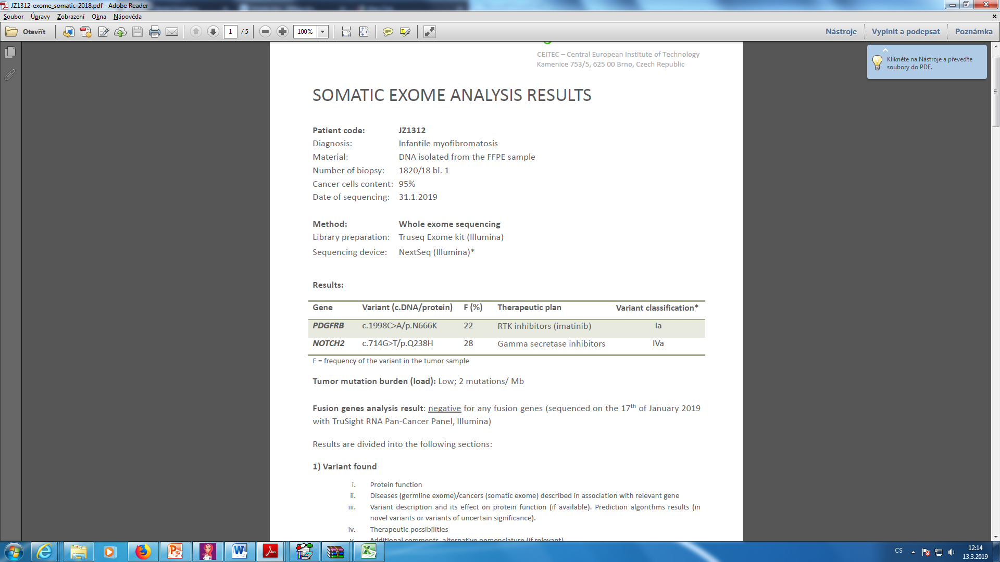 JZ1312-exome_somatic-2018.pdf - Adobe Reader
Soubor Úpravy Zobrazení Okna Nápověda
Otevřít 1 / 5 100% Nástroje Vyplnit a podepsat Poznámka
Klikněte na Nástroje a převeďte
soubory do PDF.
CEITEC – Central European Institute of Technology
Kamenice 753/5, 625 00 Brno, Czech Republic
SOMATIC EXOME ANALYSIS RESULTS
Patient code: JZ1312
Diagnosis: Infantile myofibromatosis
Material: DNA isolated from the FFPE sample
Number of biopsy: 1820/18 bl. 1
Cancer cells content: 95%
Date of sequencing: 31.1.2019
Method: Whole exome sequencing
Library preparation: Truseq Exome kit (Illumina)
Sequencing device: NextSeq (Illumina)*
Results:
Gene Variant (c.DNA/protein) F (%) Therapeutic plan Variant classification*
PDGFRB c.1998C>A/p.N666K 22 RTK inhibitors (imatinib) Ia
NOTCH2 c.714G>T/p.Q238H 28 Gamma secretase inhibitors IVa
F = frequency of the variant in the tumor sample
Tumor mutation burden (load): Low; 2 mutations/ Mb
Fusion genes analysis result: negative for any fusion genes (sequenced on the 17th of January 2019
with TruSight RNA Pan-Cancer Panel, Illumina)
Results are divided into the following sections:
1) Variant found
i. Protein function
ii. Diseases (germline exome)/cancers (somatic exome) described in association with relevant gene
iii. Variant description and its effect on protein function (if available). Prediction algorithms results (in
novel variants or variants of uncertain significance).
iv. Therapeutic possibilities
v. Additional comments, alternative nomenclature (if relevant)
CS 12:14
13.3.2019